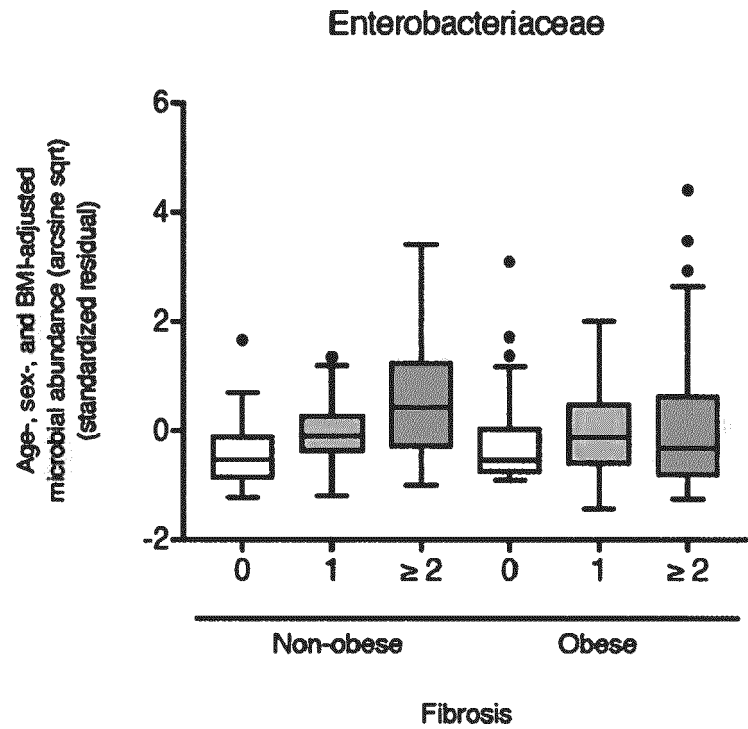 Enterobacteriaceae
Age-, sex-, and BMI-adjusted
microbial abundance (arcsine sqrt)
(standardized residual)
6
4
2
0
-2
0 1 ≥ 2 0 1 ≥ 2
Non-obese Obese
Fibrosis